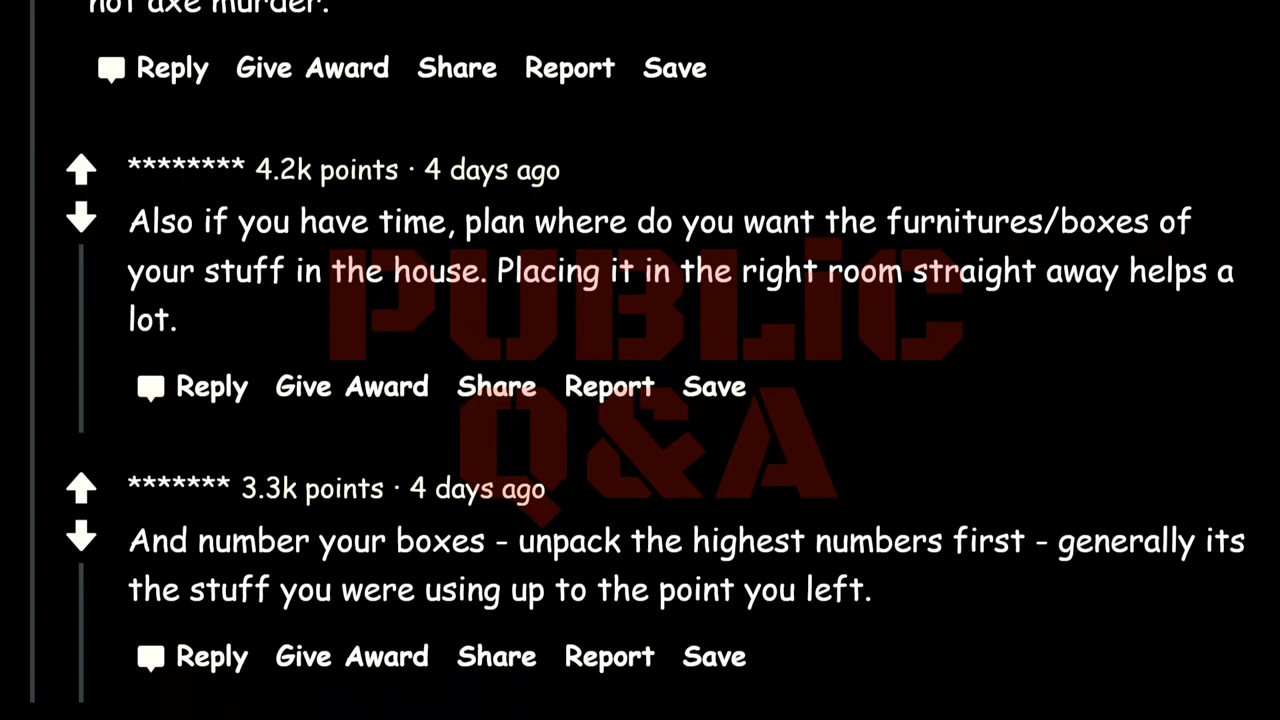 not axe murder.
Reply Give Award Share Report Save
******** 4.2k points · 4 days ago
Also if you have time, plan where do you want the furnitures/boxes of
your stuff in the house. Placing it in the right room straight away helps a
lot.
Reply Give Award Share Report Save
******* 3.3k points · 4 days ago
And number your boxes - unpack the highest numbers first - generally its
the stuff you were using up to the point you left.
Reply Give Award Share Report Save
PUBLiC
Q&A